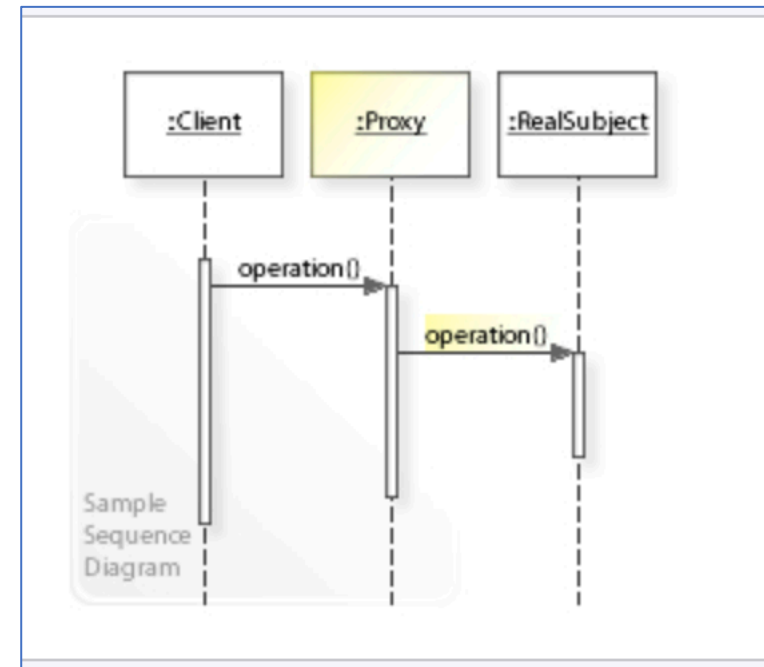 :Client
:Proxy
:RealSubject
operation()
operation()
Sample
Sequence
Diagram